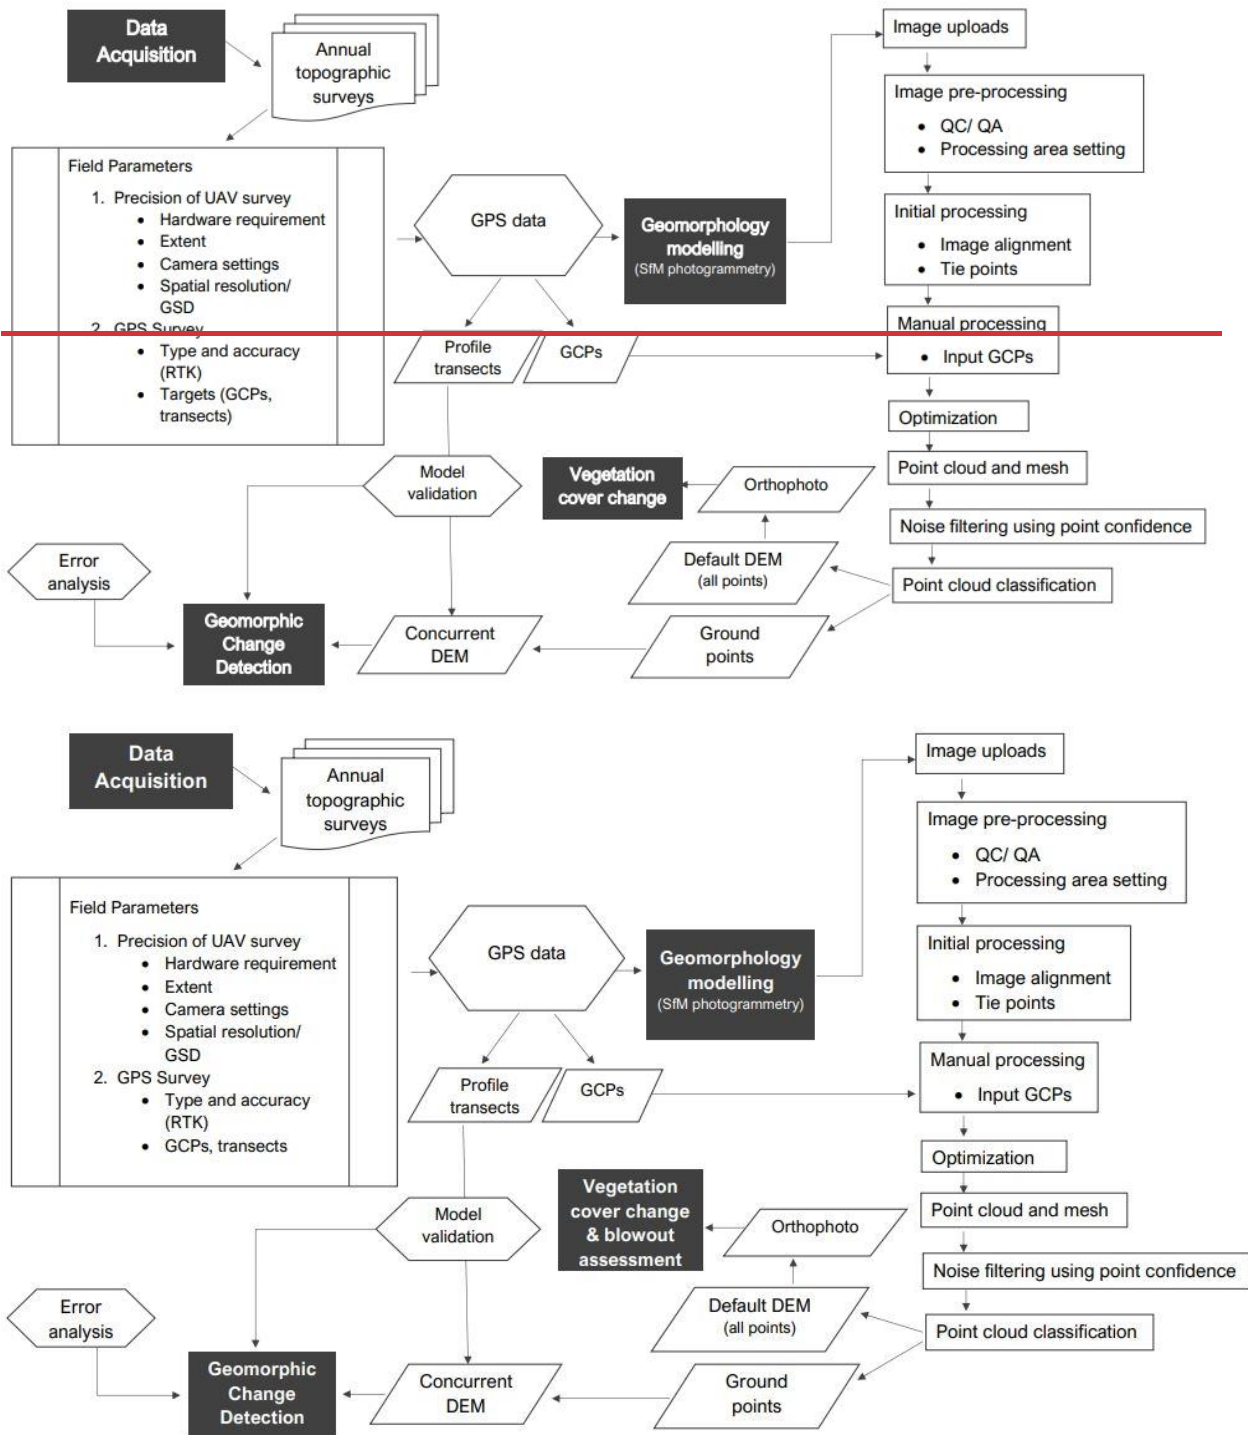 Data
Acquisition
Annual
topographic
surveys
Field Parameters
1. Precision of UAV survey
• Hardware requirement
• Extent
• Camera settings
• Spatial resolution/
GSD
2. GPS Survey
• Type and accuracy
(RTK)
• Targets (GCPs,
transects)
GPS data
Geomorphology
modelling
(SfM photogrammetry)
Profile
transects
GCPs
Image uploads
Image pre-processing
• QC/ QA
• Processing area setting
Initial processing
• Image alignment
• Tie points
Manual processing
• Input GCPs
Optimization
Point cloud and mesh
Noise filtering using point confidence
Point cloud classification
Model
validation
Vegetation
cover change
Orthophoto
Default DEM
(all points)
Ground
points
Error
analysis
Geomorphic
Change
Detection
Concurrent
DEM
Data
Acquisition
Annual
topographic
surveys
Field Parameters
1. Precision of UAV survey
• Hardware requirement
• Extent
• Camera settings
• Spatial resolution/
GSD
2. GPS Survey
• Type and accuracy
(RTK)
• GCPs, transects
GPS data
Geomorphology
modelling
(SfM photogrammetry)
Profile
transects
GCPs
Image uploads
Image pre-processing
• QC/ QA
• Processing area setting
Initial processing
• Image alignment
• Tie points
Manual processing
• Input GCPs
Optimization
Point cloud and mesh
Noise filtering using point confidence
Point cloud classification
Model
validation
Vegetation
cover change
& blowout
assessment
Orthophoto
Default DEM
(all points)
Ground
points
Error
analysis
Geomorphic
Change
Detection
Concurrent
DEM